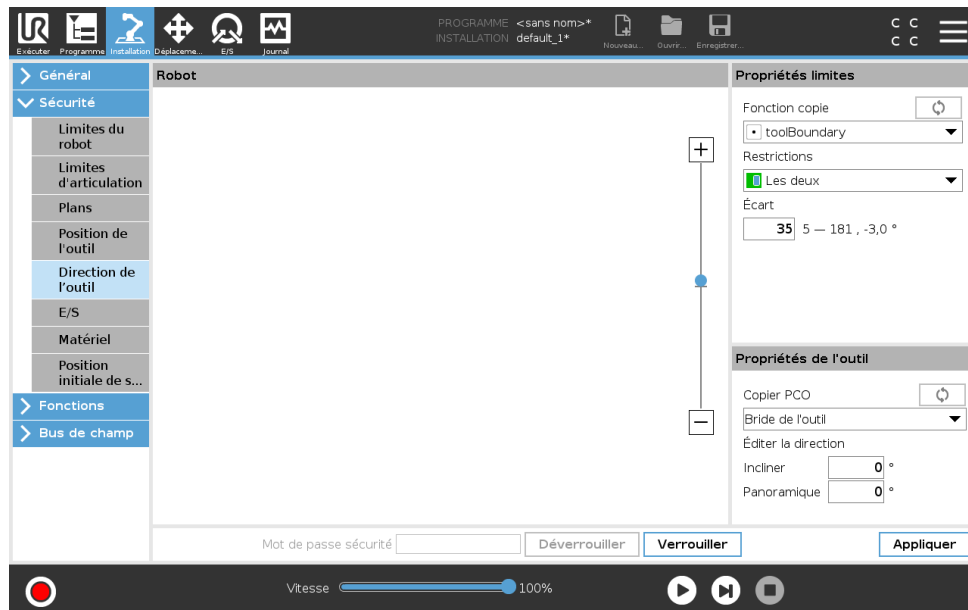 PROGRAMME <sans nom>*
INSTALLATION default_1*
UR
Exécuter
Programme
Installation
Déplaceme...
E/S
Journal
Nouveau...
Ouvrir...
Enregistrer...
C C
C C
Général
Sécurité
Limites du
robot
Limites
d'articulation
Plans
Position de
l'outil
Direction de
l'outil
E/S
Matériel
Position
initiale de s...
Fonctions
Bus de champ
Robot
Propriétés limites
Fonction copie
toolBoundary
Restrictions
Les deux
Écart
35 5 — 181 , -3,0 °
Propriétés de l'outil
Copier PCO
Bride de l'outil
Éditer la direction
Incliner 0 °
Panoramique 0 °
Mot de passe sécurité
Déverrouiller
Verrouiller
Appliquer
Vitesse
100%